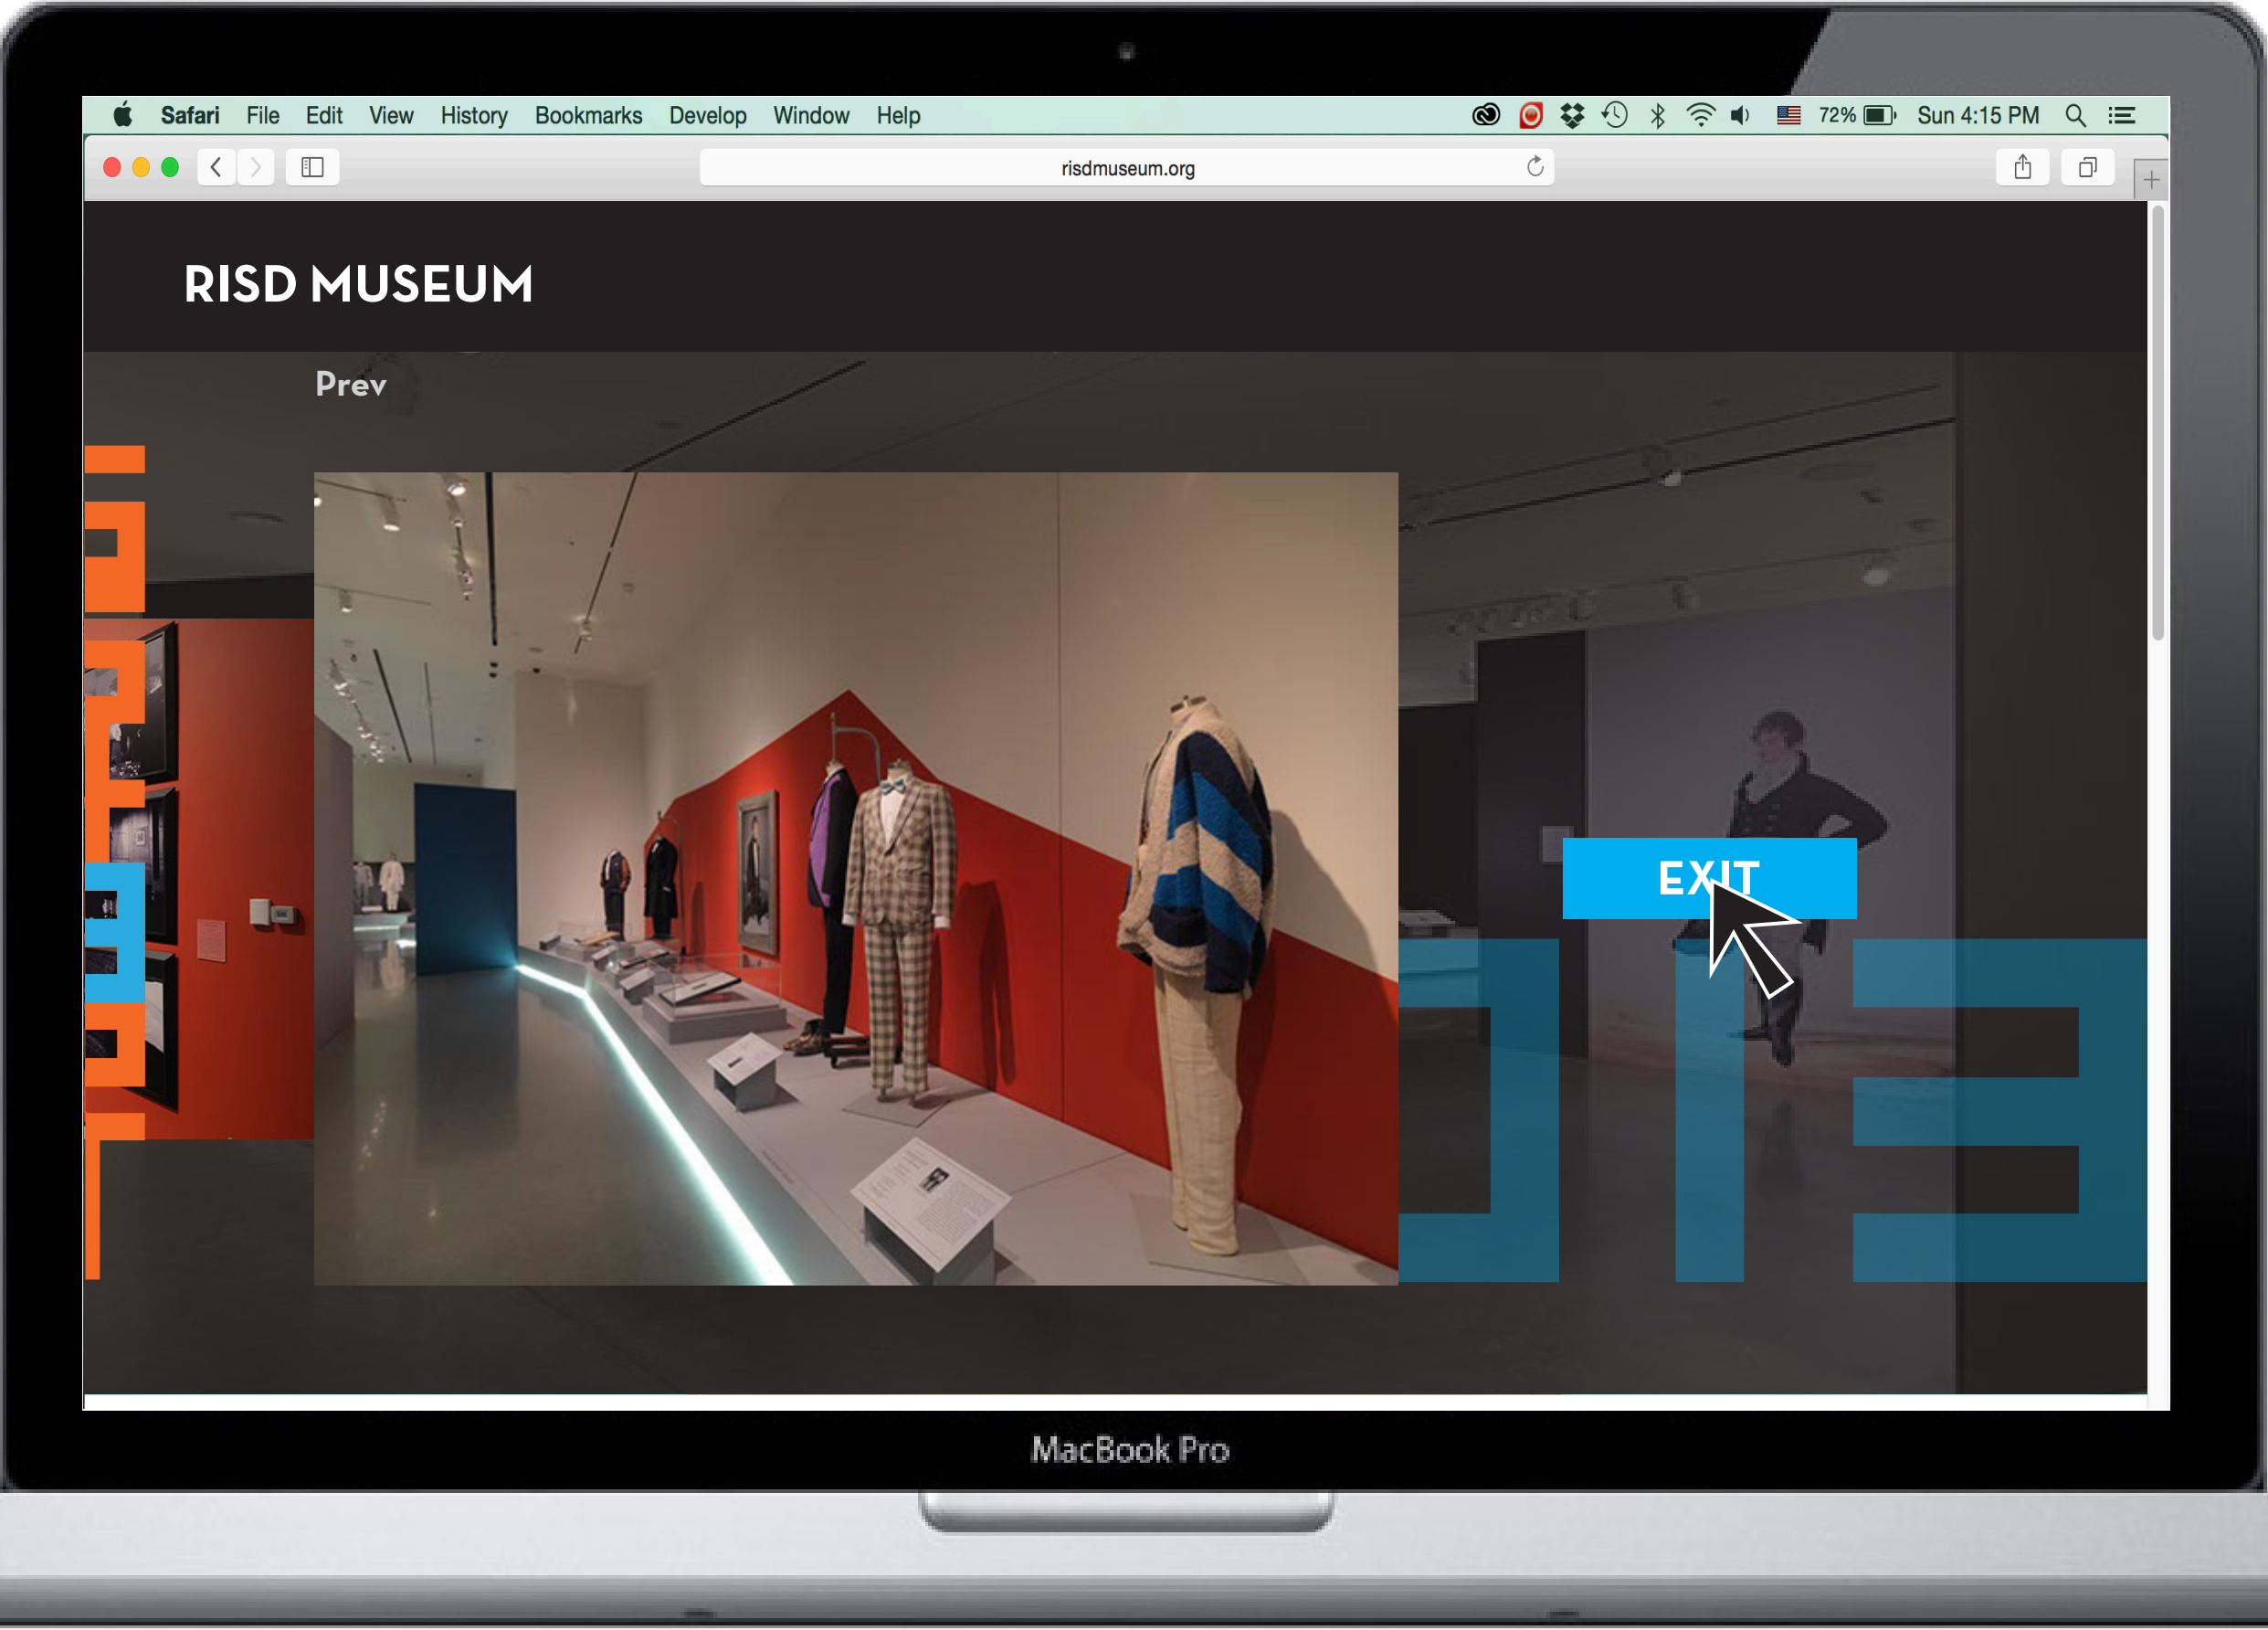 Safari File Edit View History Bookmarks Develop Window Help 72% Sun 4:15 PM
risdmuseum.org
RISD MUSEUM
Prev
EXIT
MacBook Pro